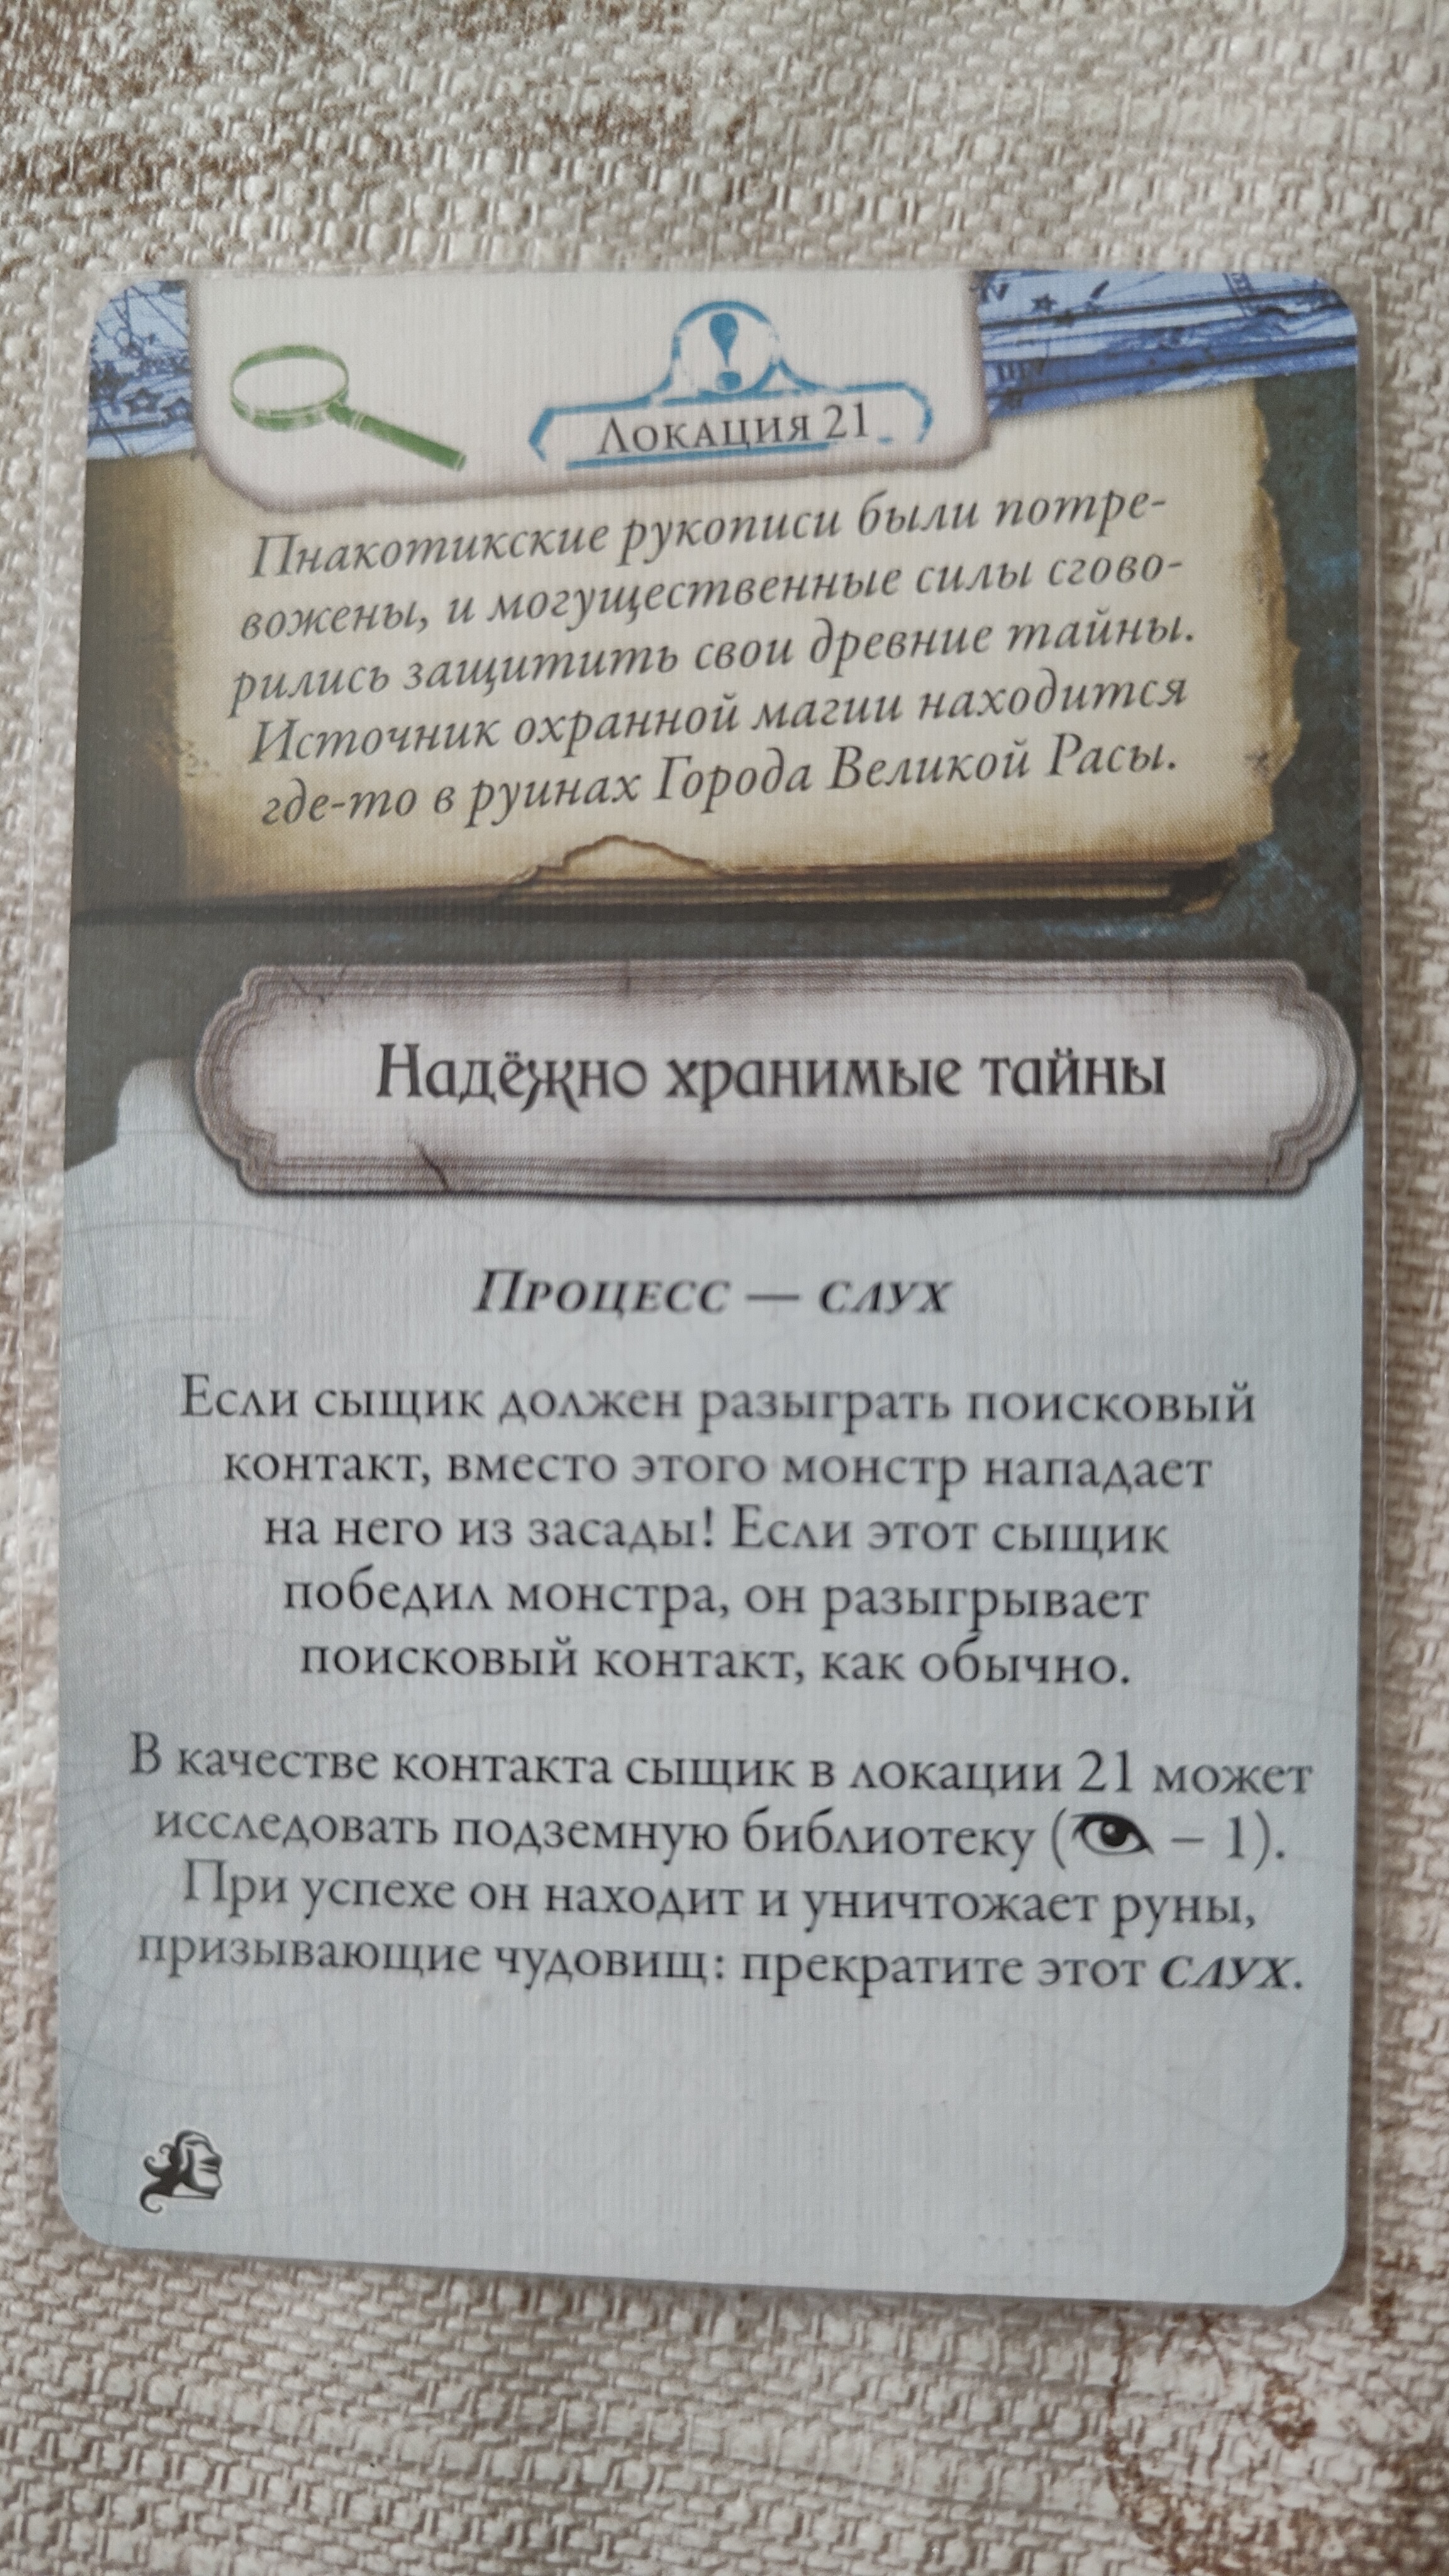 Локация 21
Пнакотикские рукописи были потре-
вожены, и могущественные силы сгово-
рились защитить свои древние тайны.
Источник охранной магии находится
где-то в руинах Города Великой Расы.
Надёжно хранимые тайны
Процесс — слух
Если сыщик должен разыграть поисковый
контакт, вместо этого монстр нападает
на него из засады! Если этот сыщик
победил монстра, он разыгрывает
поисковый контакт, как обычно.
В качестве контакта сыщик в локации 21 может
исследовать подземную библиотеку ( – 1).
При успехе он находит и уничтожает руны,
призывающие чудовищ: прекратите этот слух.